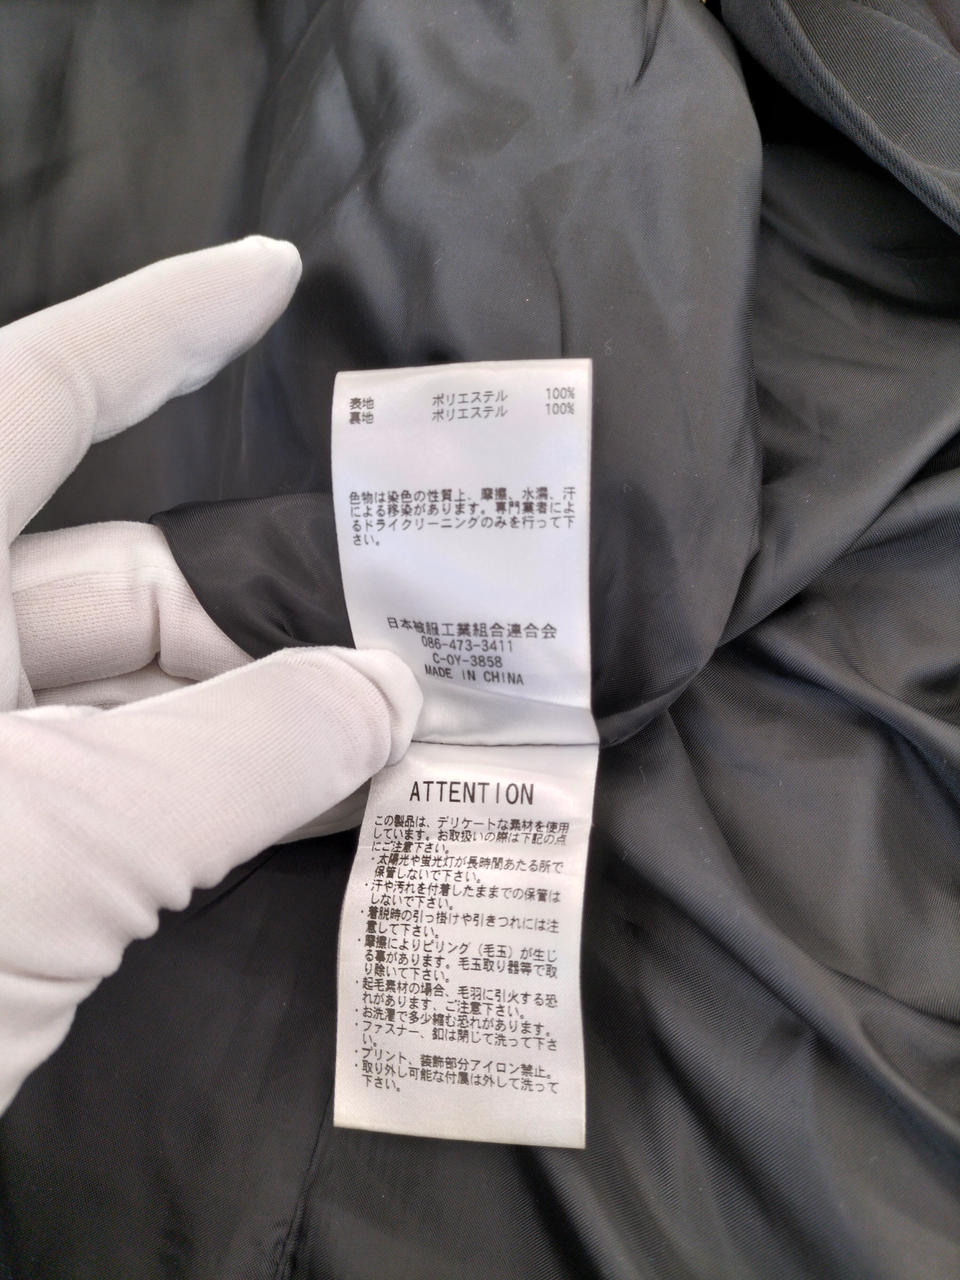 表地 ポリエステル 100%
裏地 ポリエステル 100%
色物は染色の性質上、摩擦、水濡、汗
による移染があります。専門業者によ
るドライクリーニングのみを行って下
さい。
日本被服工業組合連合会
086-473-3411
C-OY-3858
MADE IN CHINA
ATTENTION
この製品は、デリケートな素材を使用
しています。お取扱いの際は下記の点
にご注意下さい。
・太陽光や蛍光灯が長時間あたる所で
保管しないで下さい。
・汗や汚れを付着したままでの保管は
しないで下さい。
・着脱時の引っ掛けや引きつれには注
意して下さい。
・摩擦によりピリング（毛玉）が生じ
る事があります。毛玉取り器等で取
り除いて下さい。
・起毛素材の場合、毛羽に引火する恐
れがあります、ご注意下さい。
・お洗濯で多少縮む恐れがあります。
・ファスナー、釦は閉じて洗って下さ
い。
・プリント、装飾部分アイロン禁止。
・取り外し可能な付属は外して洗って
下さい。